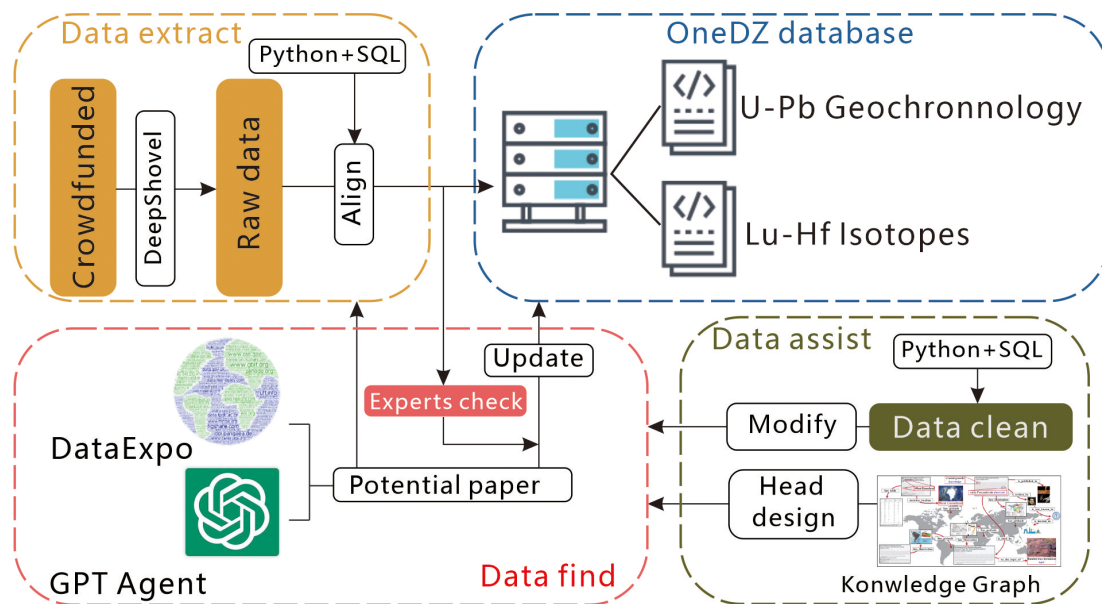 Data extract
Python+SQL
Crowdfunded
DeepShovel
Raw data
Align
OneDZ database
U-Pb Geochronnology
Lu-Hf Isotopes
DataExpo
GPT Agent
Potential paper
Experts check
Update
Data find
Data assist
Python+SQL
Modify
Data clean
Head
design
Konwledge Graph